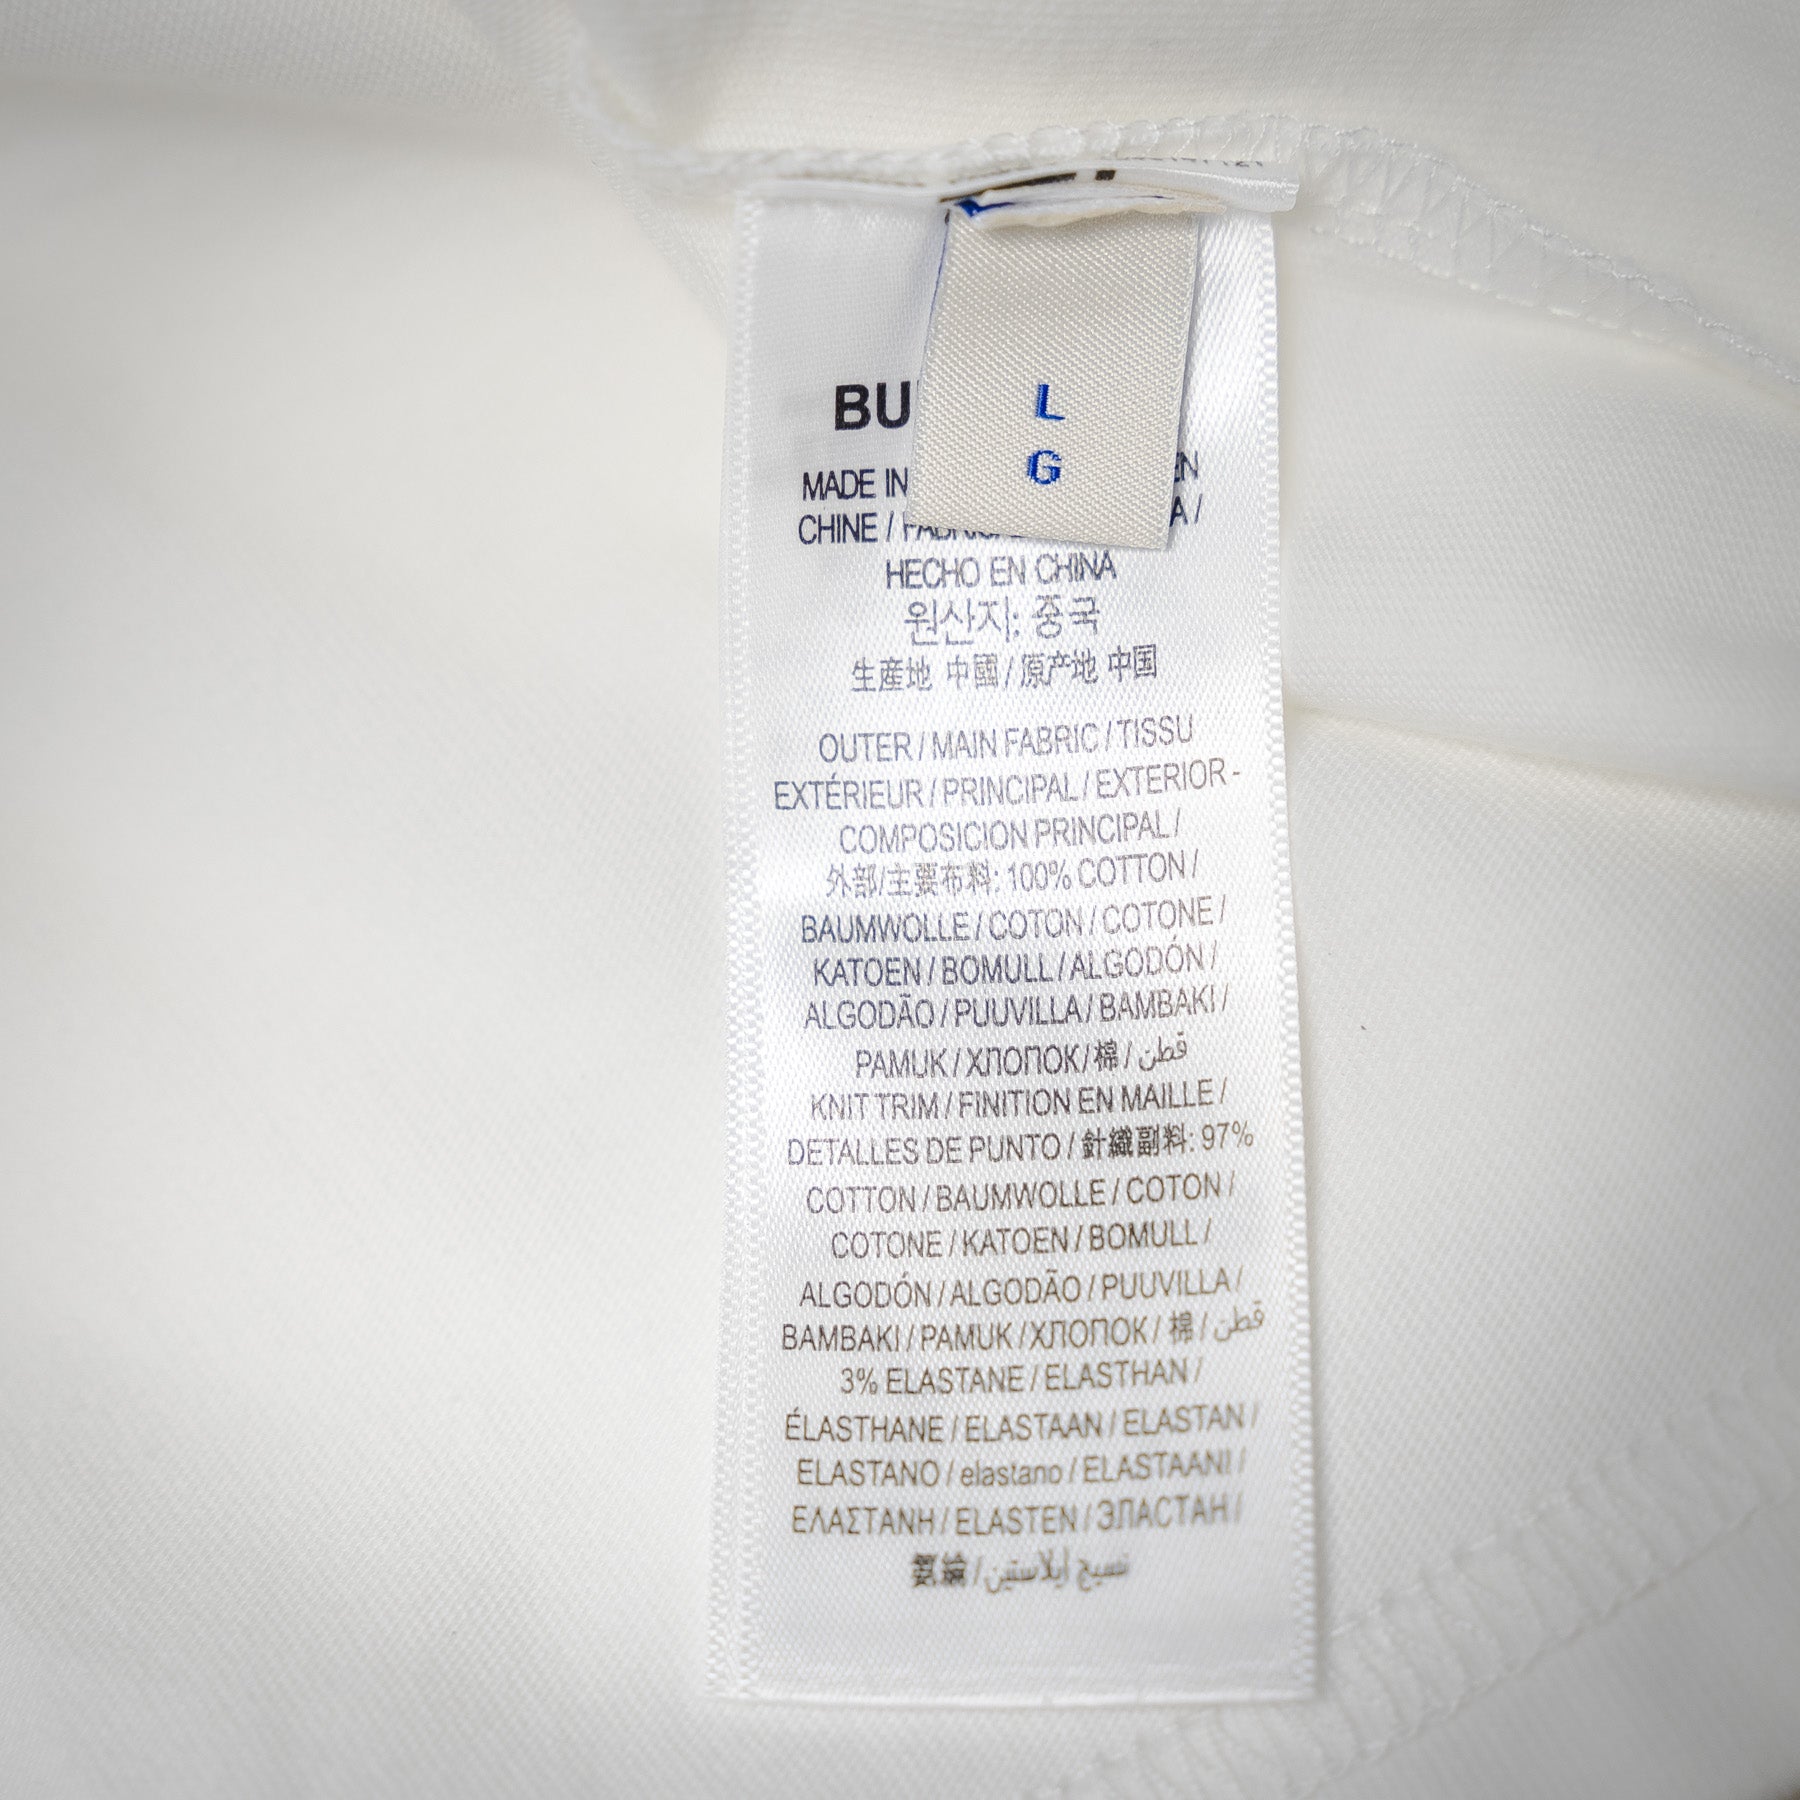 L
G
BU
MADE IN EN
CHINE / A /
HECHO EN CHINA
원산지: 중국
生産地 中國 / 原产地 中国
OUTER / MAIN FABRIC / TISSU
EXTÉRIEUR / PRINCIPAL / EXTERIOR -
COMPOSICION PRINCIPAL /
外部/主要布料: 100% COTTON /
BAUMWOLLE / COTON / COTONE /
KATOEN / BOMULL / ALGODÓN /
ALGODÃO / PUUVILLA / BAMBAKI /
PAMUK / ХЛОПОК / 棉 / قطن
KNIT TRIM / FINITION EN MAILLE /
DETALLES DE PUNTO / 針織副料: 97%
COTTON / BAUMWOLLE / COTON /
COTONE / KATOEN / BOMULL /
ALGODÓN / ALGODÃO / PUUVILLA /
BAMBAKI / PAMUK / ХЛОПОК / 棉 / قطن
3% ELASTANE / ELASTHAN /
ÉLASTHANE / ELASTAAN / ELASTAN /
ELASTANO / elastano / ELASTAANI /
ΕΛΑΣΤΑΝΗ / ELASTEN / ЭЛАСТАН /
氨綸 / نسيج إيلاستين